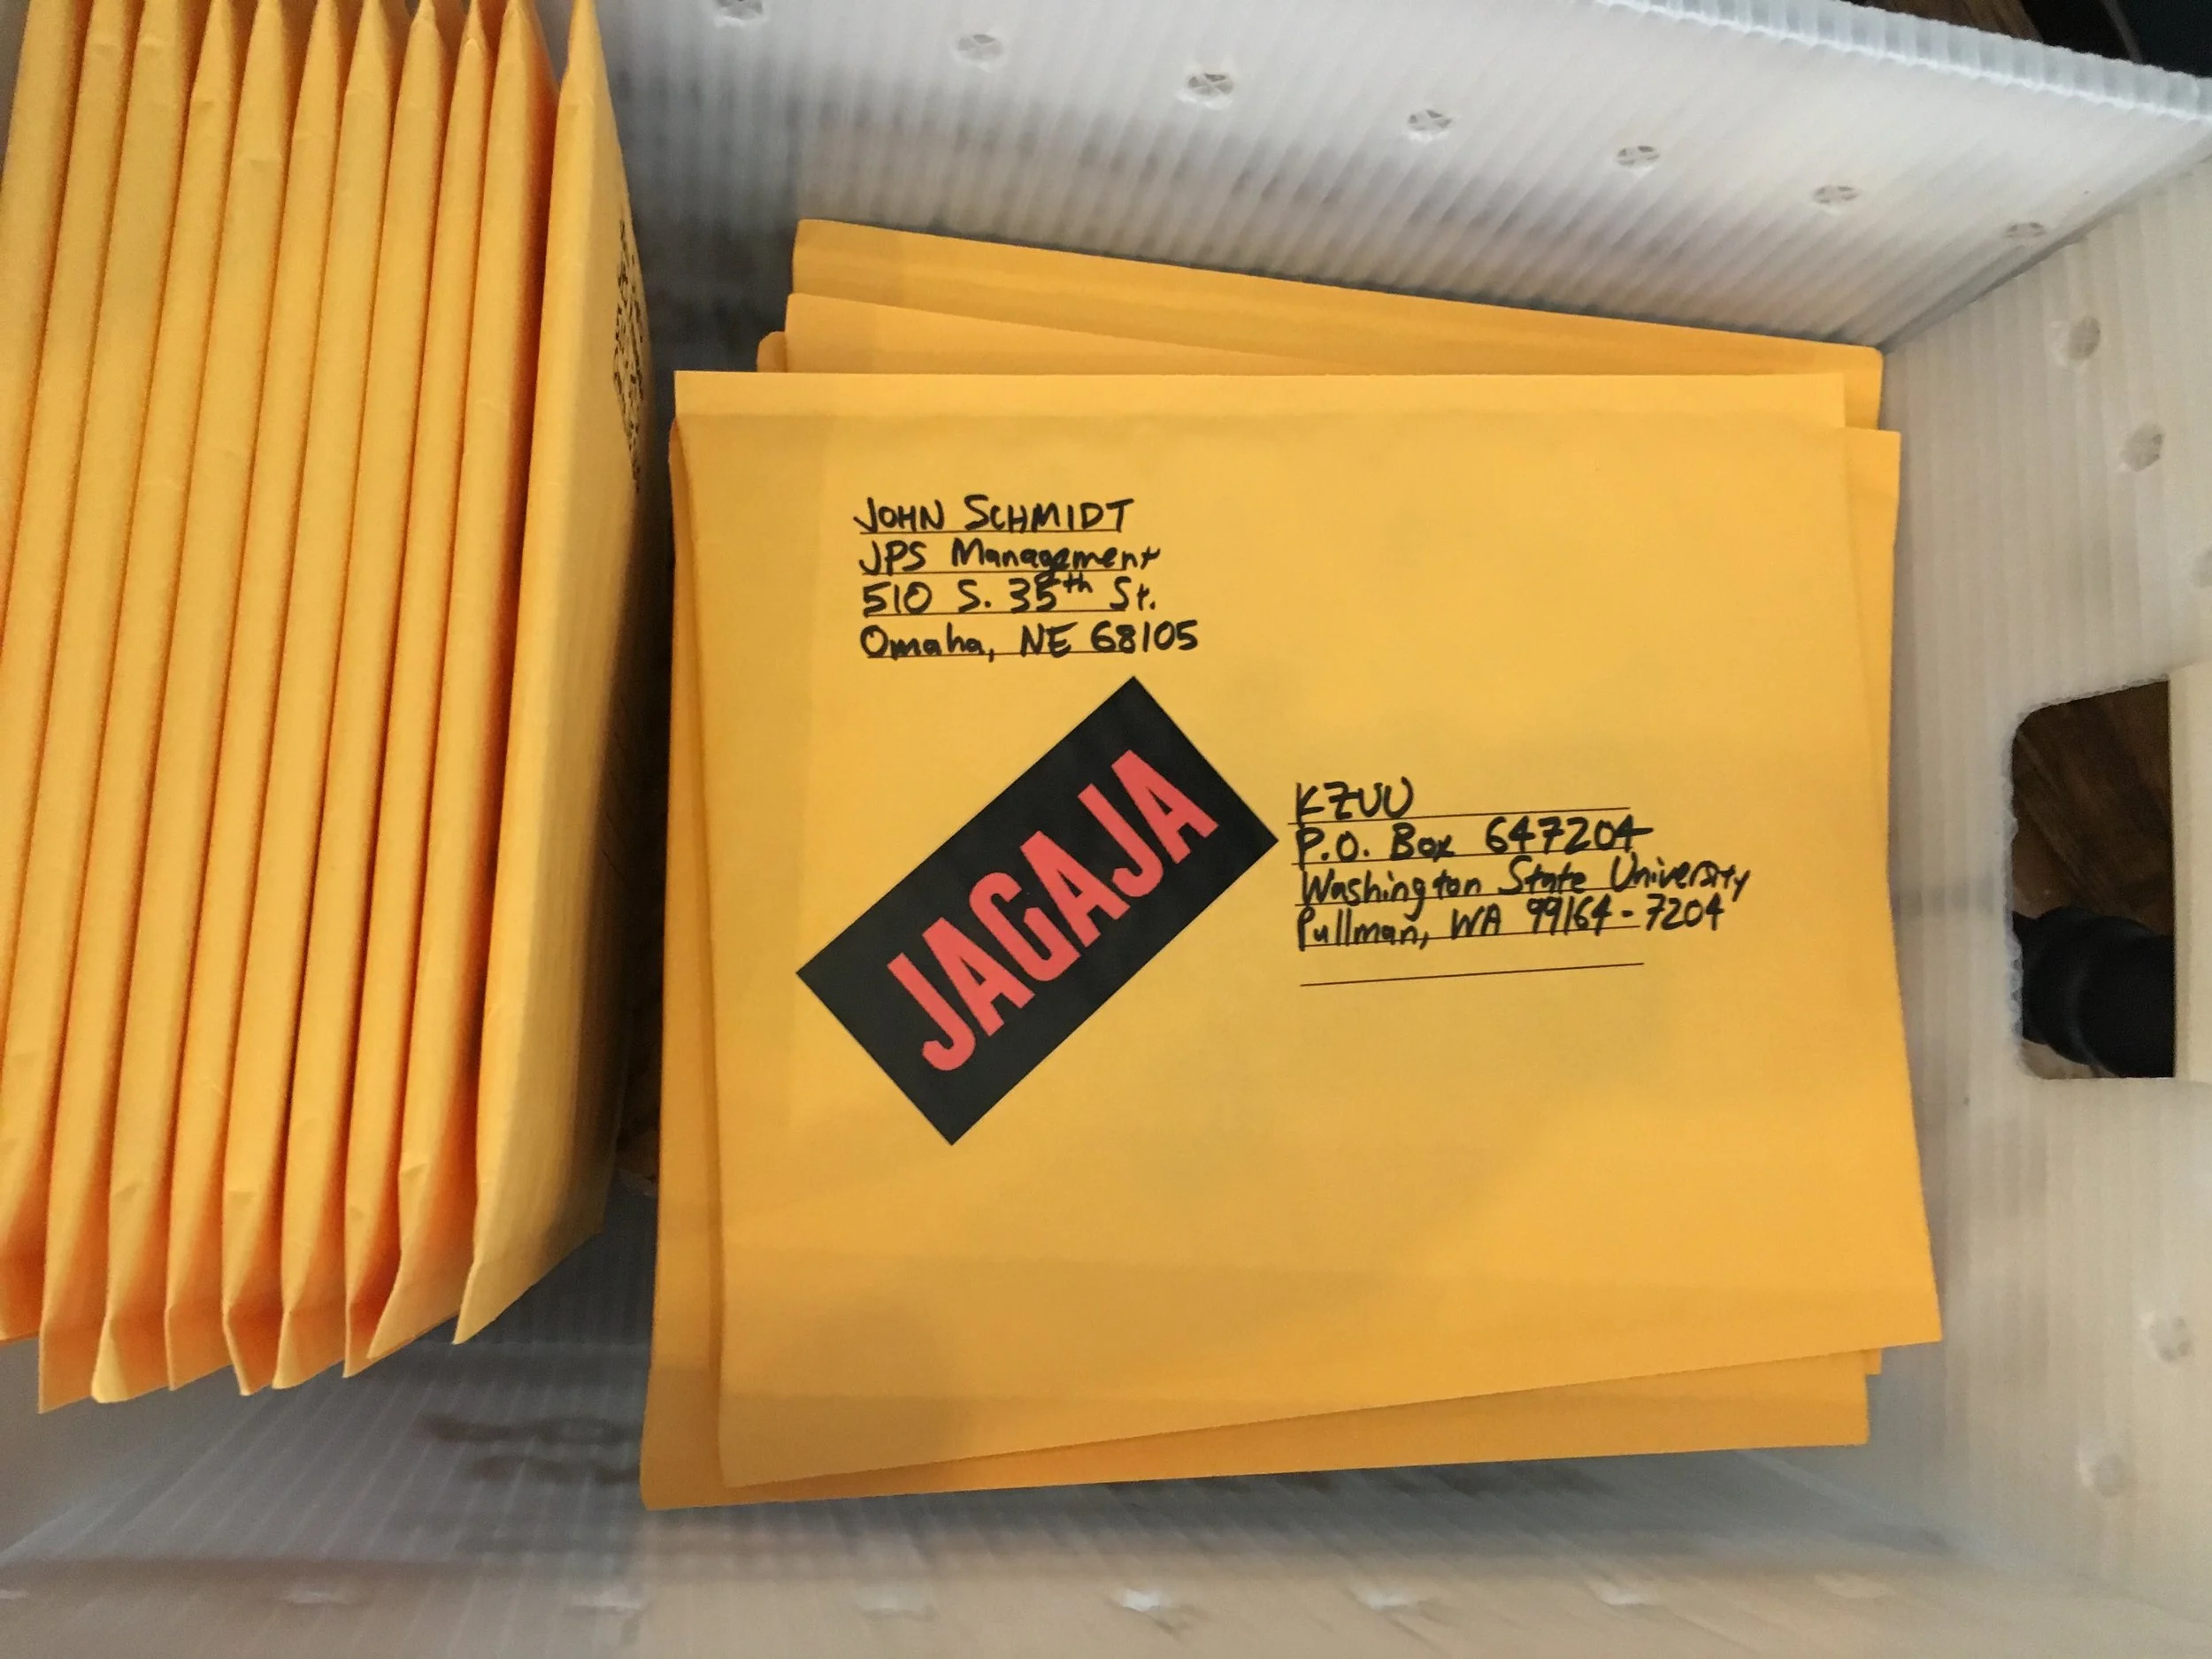 JOHN SCHMIDT
JPS Management
510 S. 35th St.
Omaha, NE 68105
JAGAJA
KZUU
P.O. Box 647204
Washington State University
Pullman, WA 99164-7204